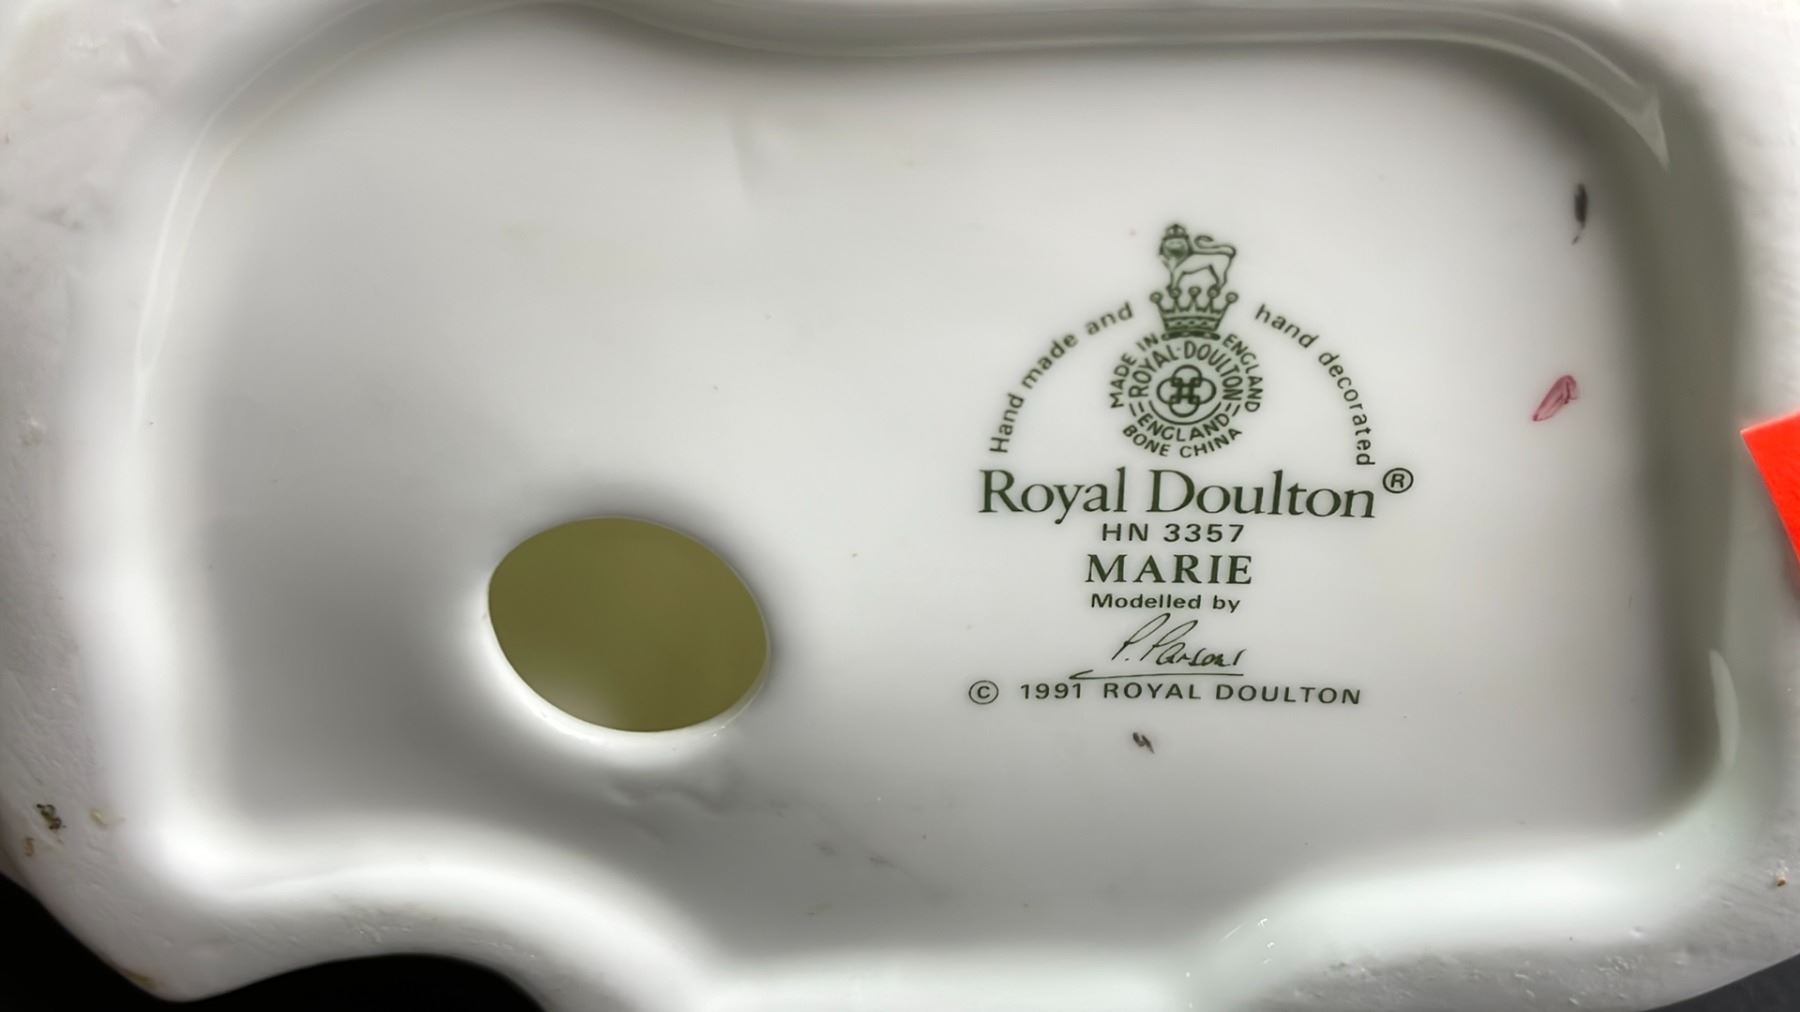 Hand made and hand decorated
MADE IN ENGLAND
ROYAL·DOULTON
ENGLAND
BONE CHINA
Royal Doulton®
HN 3357
MARIE
Modelled by
P. Parsons
© 1991 ROYAL DOULTON